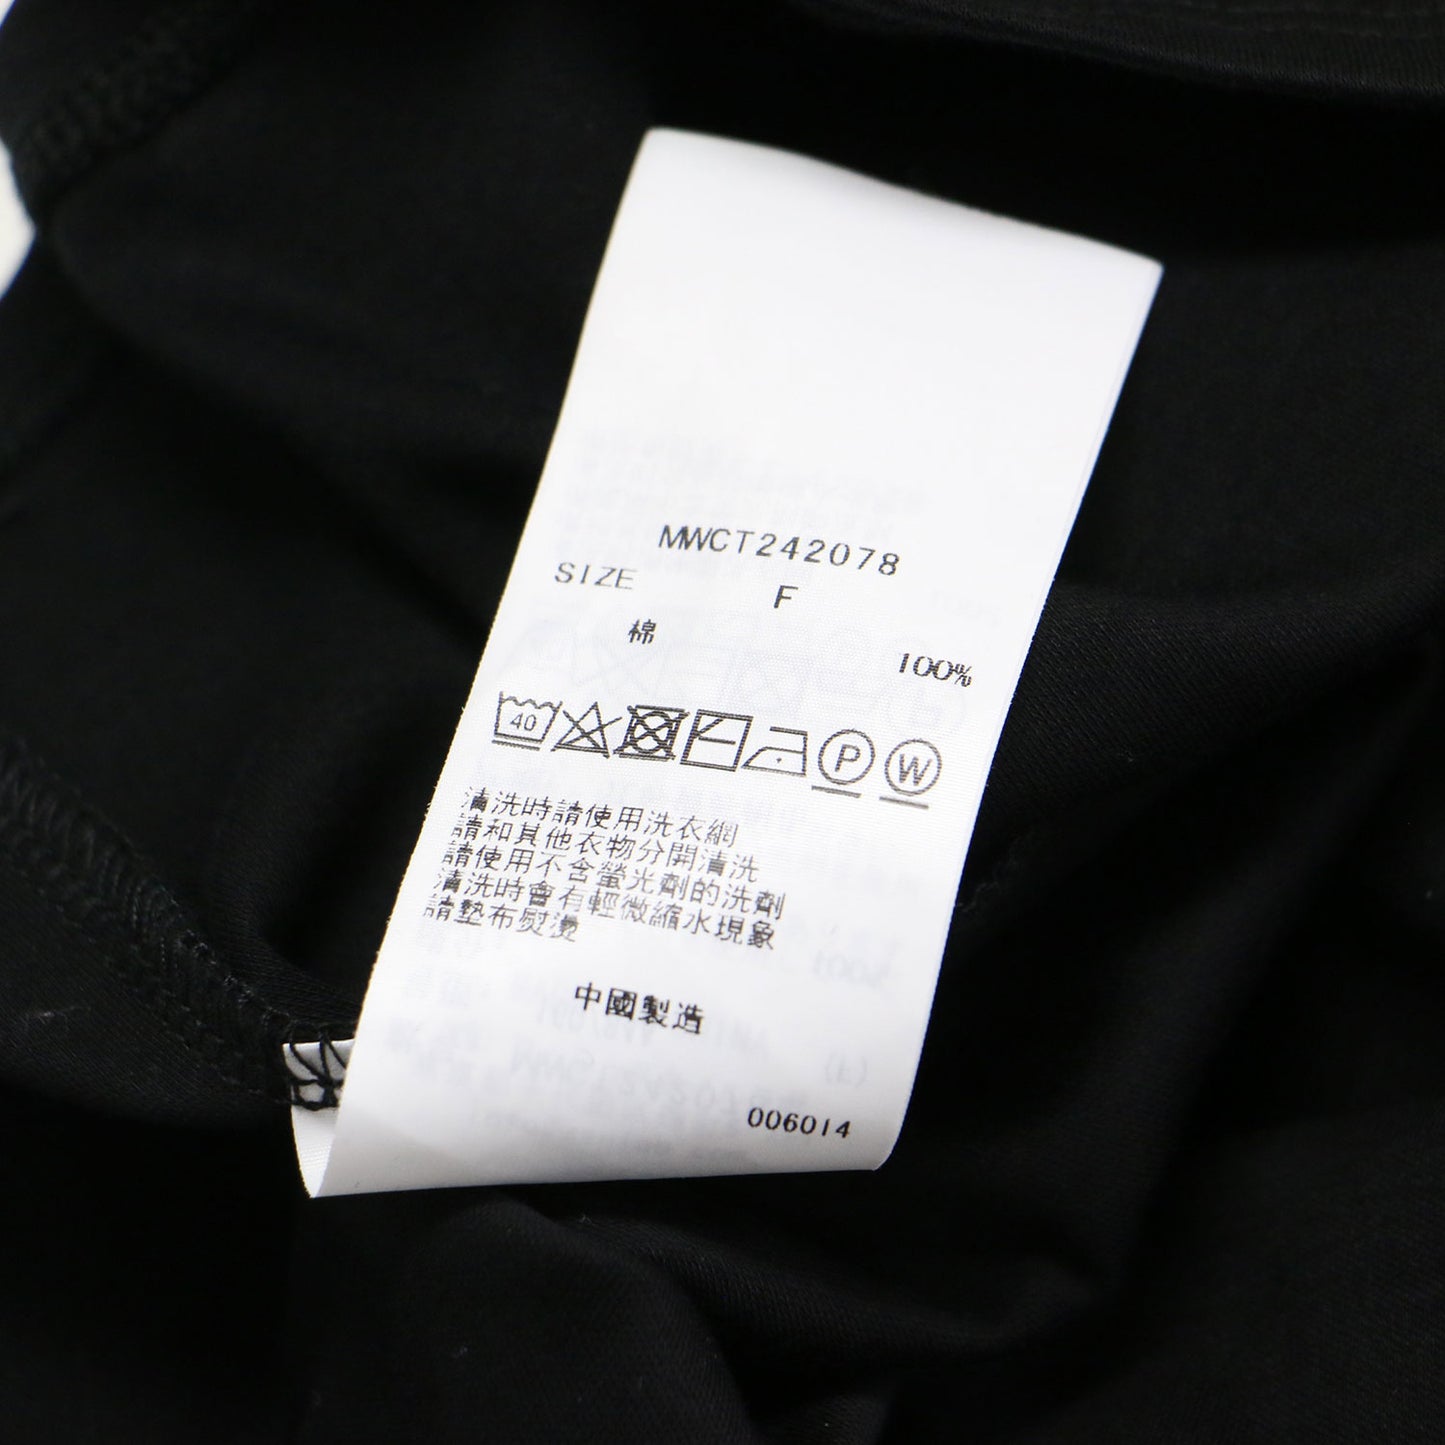 MWCT242078
SIZE F
棉 100%
40 P W
清洗時請使用洗衣網
請和其他衣物分開清洗
請使用不含螢光劑的洗劑
清洗時會有輕微縮水現象
請墊布熨燙
中國製造
006014